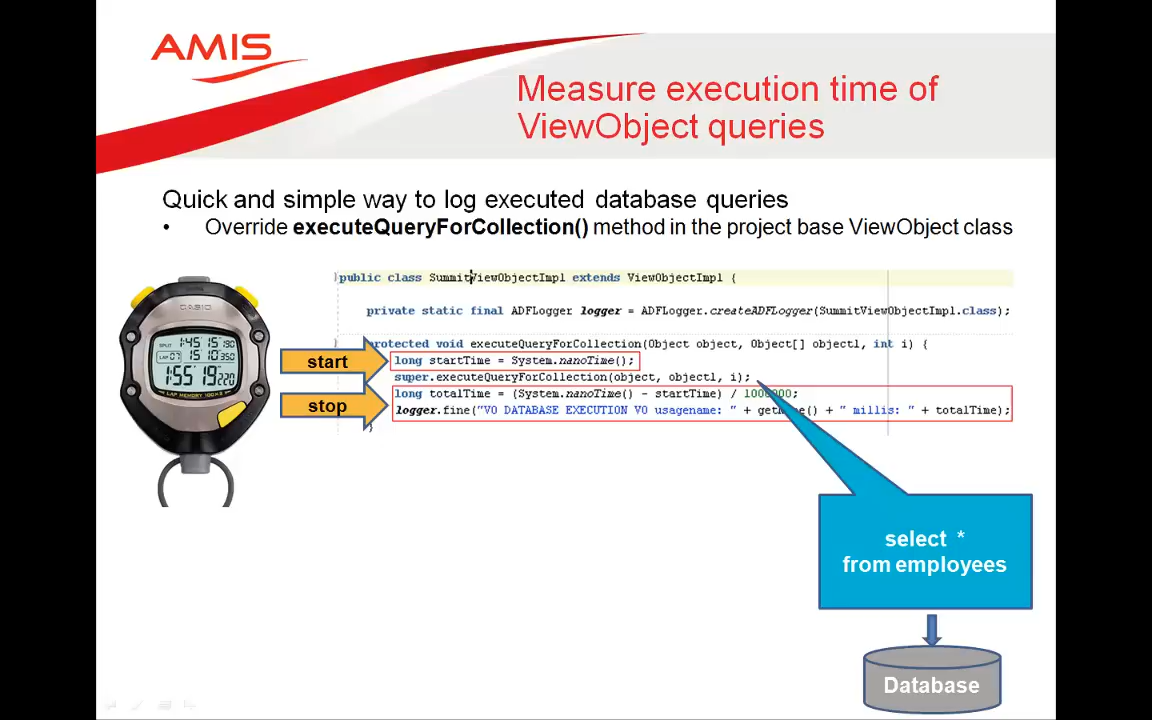 AMIS
Measure execution time of
ViewObject queries
Quick and simple way to log executed database queries
• Override executeQueryForCollection() method in the project base ViewObject class
public class SummitViewObjectImpl extends ViewObjectImpl {
private static final ADFLogger logger = ADFLogger.createADFLogger(SummitViewObjectImpl.class);
protected void executeQueryForCollection(Object object, Object[] object1, int i) {
start
long startTime = System.nanoTime();
super.executeQueryForCollection(object, object1, i);
long totalTime = (System.nanoTime() - startTime) / 1000000;
stop
logger.fine("VO DATABASE EXECUTION VO usagename: " + getName() + " millis: " + totalTime);
}
CASIO
select *
from employees
Database